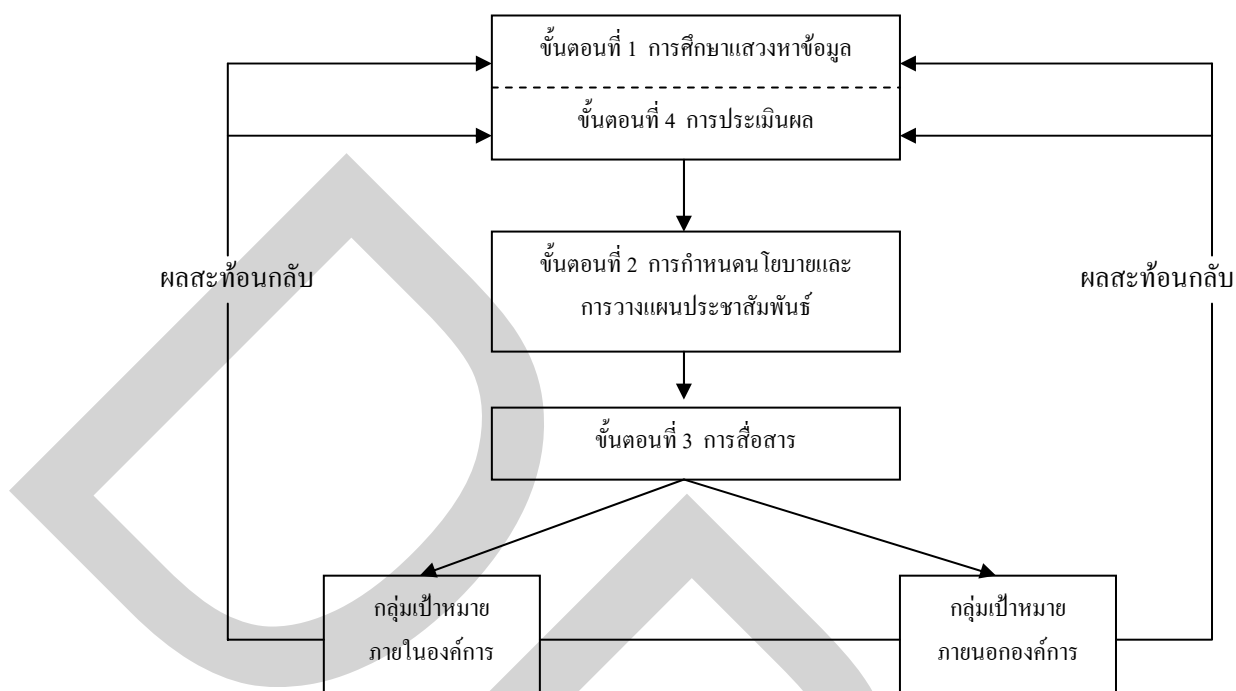 ขั้นตอนที่ 1 การศึกษาแสวงหาข้อมูล
ขั้นตอนที่ 4 การประเมินผล
ผลสะท้อนกลับ
ขั้นตอนที่ 2 การกำหนดนโยบายและ
การวางแผนประชาสัมพันธ์
ผลสะท้อนกลับ
ขั้นตอนที่ 3 การสื่อสาร
กลุ่มเป้าหมาย
ภายในองค์การ
กลุ่มเป้าหมาย
ภายนอกองค์การ